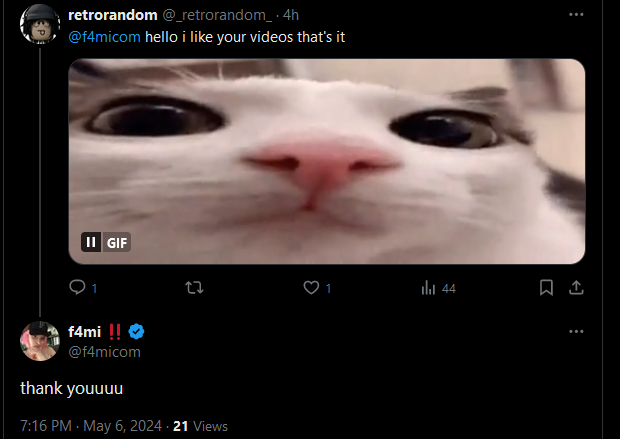 retrorandom @_retrorandom_ · 4h
@f4micom hello i like your videos that's it
GIF
1
1
44
f4mi ‼️
@f4micom
thank youuuu
7:16 PM · May 6, 2024 · 21 Views